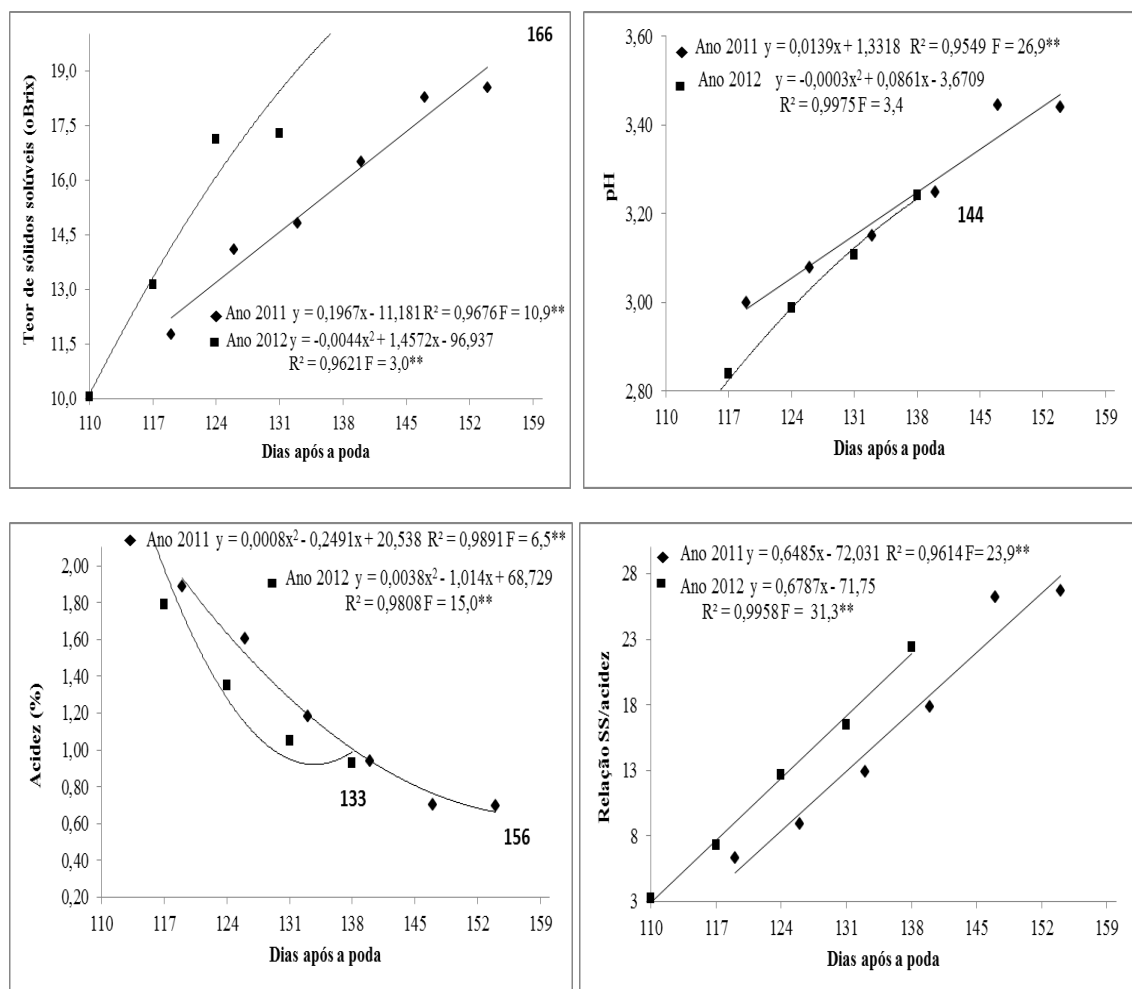 166
Teor de sólidos solúveis (oBrix)
19,0
17,5
16,0
14,5
13,0
11,5
10,0
Ano 2011 y = 0,1967x - 11,181 R² = 0,9676 F = 10,9**
Ano 2012 y = -0,0044x² + 1,4572x - 96,937
R² = 0,9621 F = 3,0**
110 117 124 131 138 145 152 159
Dias após a poda
pH
3,60
3,40
3,20
3,00
2,80
Ano 2011 y = 0,0139x + 1,3318 R² = 0,9549 F = 26,9**
Ano 2012 y = -0,0003x² + 0,0861x - 3,6709
R² = 0,9975 F = 3,4
144
110 117 124 131 138 145 152 159
Dias após a poda
Acidez (%)
2,00
1,80
1,60
1,40
1,20
1,00
0,80
0,60
0,40
0,20
Ano 2011 y = 0,0008x² - 0,2491x + 20,538 R² = 0,9891 F = 6,5**
Ano 2012 y = 0,0038x² - 1,014x + 68,729
R² = 0,9808 F = 15,0**
133
156
110 117 124 131 138 145 152 159
Dias após a poda
Relação SS/acidez
28
23
18
13
8
3
Ano 2011 y = 0,6485x - 72,031 R² = 0,9614 F = 23,9**
Ano 2012 y = 0,6787x - 71,75
R² = 0,9958 F = 31,3**
110 117 124 131 138 145 152 159
Dias após a poda